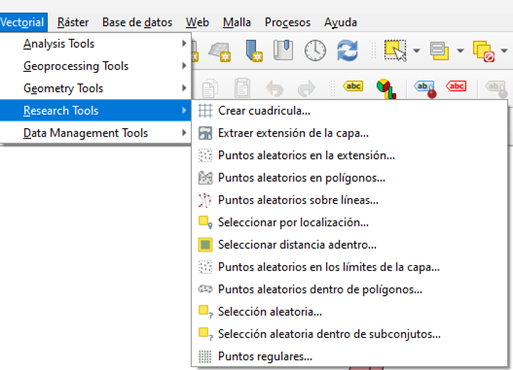 Vectorial Ráster Base de datos Web Malla Procesos Ayuda
Analysis Tools
Geoprocessing Tools
Geometry Tools
Research Tools
Data Management Tools
abc abc abc
Crear cuadricula...
Extraer extensión de la capa...
Puntos aleatorios en la extensión...
Puntos aleatorios en polígonos...
Puntos aleatorios sobre líneas...
Seleccionar por localización...
Seleccionar distancia adentro...
Puntos aleatorios en los límites de la capa...
Puntos aleatorios dentro de polígonos...
Selección aleatoria...
Selección aleatoria dentro de subconjutos...
Puntos regulares...